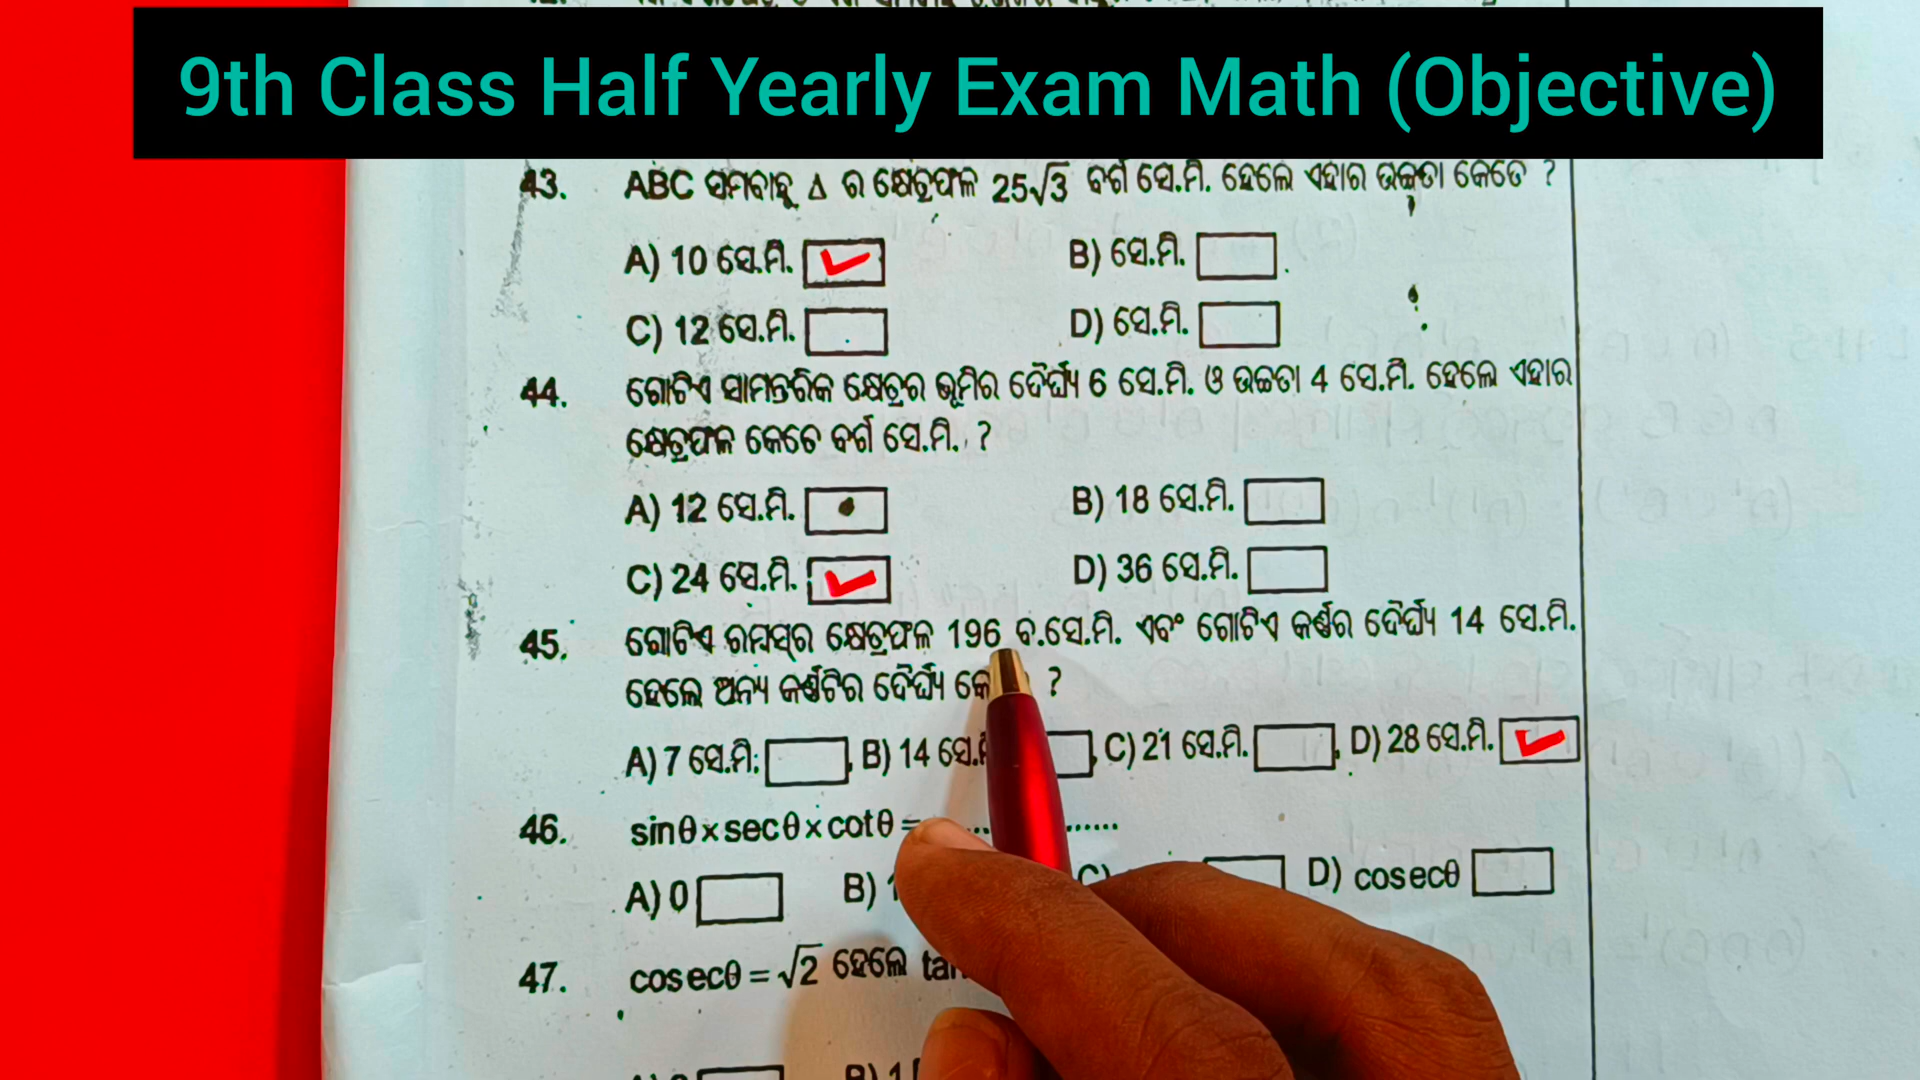 9th Class Half Yearly Exam Math (Objective)
43. ABC ସମବାହୁ Δ ର କ୍ଷେତ୍ରଫଳ 25√3 ବର୍ଗ ସେ.ମି. ହେଲେ ଏହାର ଉଚ୍ଚତା କେତେ ?
A) 10 ସେ.ମି. B) ସେ.ମି.
C) 12 ସେ.ମି. D) ସେ.ମି.
44. ଗୋଟିଏ ସାମନ୍ତରିକ କ୍ଷେତ୍ରର ଭୂମିର ଦୈର୍ଘ୍ୟ 6 ସେ.ମି. ଓ ଉଚ୍ଚତା 4 ସେ.ମି. ହେଲେ ଏହାର
କ୍ଷେତ୍ରଫଳ କେତେ ବର୍ଗ ସେ.ମି. ?
A) 12 ସେ.ମି. B) 18 ସେ.ମି.
C) 24 ସେ.ମି. D) 36 ସେ.ମି.
45. ଗୋଟିଏ ରମ୍ବସ୍‌ର କ୍ଷେତ୍ରଫଳ 196 ବ.ସେ.ମି. ଏବଂ ଗୋଟିଏ କର୍ଣ୍ଣର ଦୈର୍ଘ୍ୟ 14 ସେ.ମି.
ହେଲେ ଅନ୍ୟ କର୍ଣ୍ଣଟିର ଦୈର୍ଘ୍ୟ ?
A) 7 ସେ.ମି. B) 14 C) 21 ସେ.ମି. D) 28 ସେ.ମି.
46. sinθ×secθ×cotθ = ............
A) 0 B) C) D) cosecθ
47. cosecθ = √2 ହେଲେ